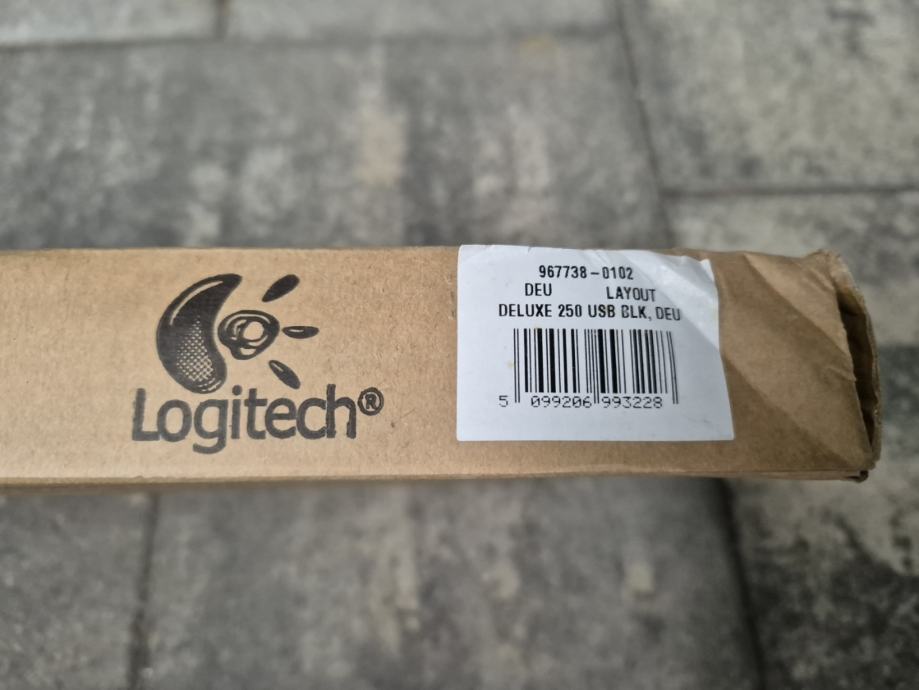 Logitech®
967738-0102
DEU LAYOUT
DELUXE 250 USB BLK, DEU
5 099206 993228